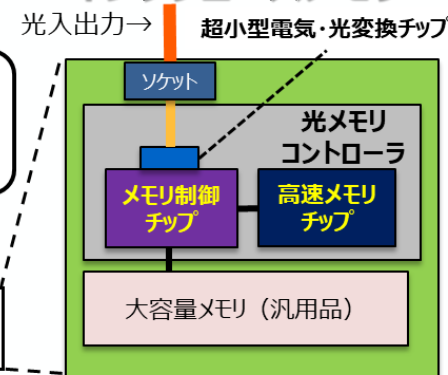 光入出力→
超小型電気・光変換チップ
ソケット
光メモリ
コントローラ
メモリ制御
チップ
高速メモリ
チップ
大容量メモリ（汎用品）